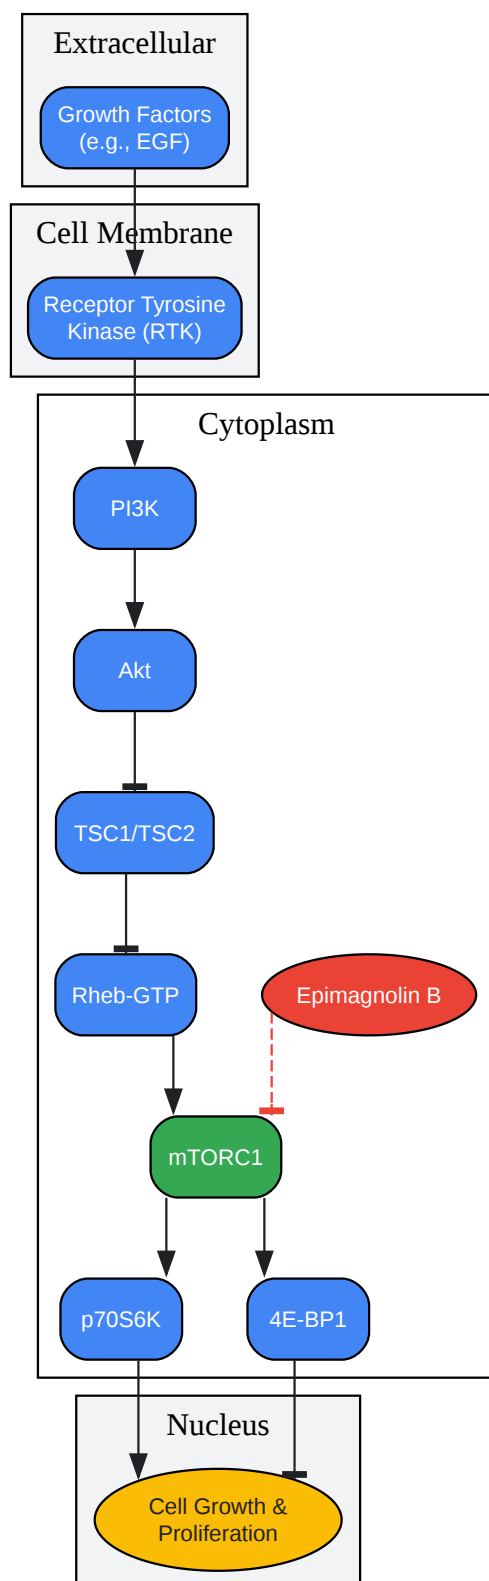 Extracellular
Growth Factors
(e.g., EGF)
Cell Membrane
Receptor Tyrosine
Kinase (RTK)
Cytoplasm
PI3K
Akt
TSC1/TSC2
Rheb-GTP
Epimagnolin B
mTORC1
p70S6K
4E-BP1
Nucleus
Cell Growth &
Proliferation